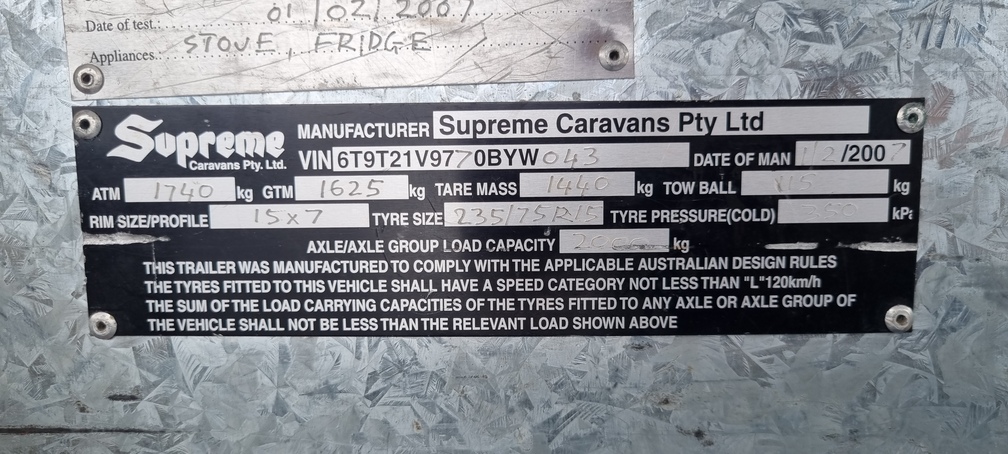 Date of test: 01/02/2007
Appliances: STOVE, FRIDGE
Supreme
Caravans Pty. Ltd.
MANUFACTURER Supreme Caravans Pty Ltd
VIN 6T9T21V9770BYW043 DATE OF MAN 1/2/2007
ATM 1740 kg GTM 1625 kg TARE MASS 1440 kg TOW BALL 115 kg
RIM SIZE/PROFILE 15x7 TYRE SIZE 235/75R15 TYRE PRESSURE(COLD) kPa
AXLE/AXLE GROUP LOAD CAPACITY kg
THIS TRAILER WAS MANUFACTURED TO COMPLY WITH THE APPLICABLE AUSTRALIAN DESIGN RULES
THE TYRES FITTED TO THIS VEHICLE SHALL HAVE A SPEED CATEGORY NOT LESS THAN "L"120km/h
THE SUM OF THE LOAD CARRYING CAPACITIES OF THE TYRES FITTED TO ANY AXLE OR AXLE GROUP OF
THE VEHICLE SHALL NOT BE LESS THAN THE RELEVANT LOAD SHOWN ABOVE